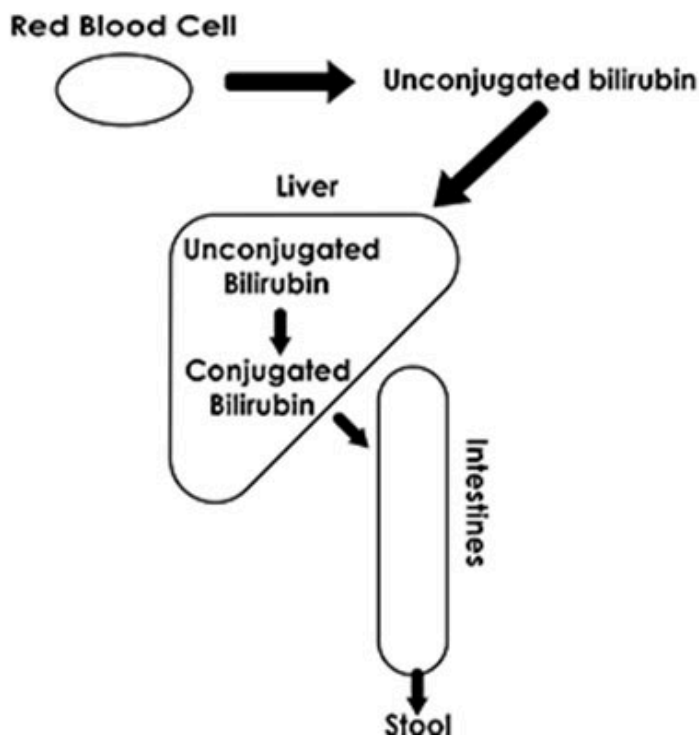 Red Blood Cell
Unconjugated bilirubin
Liver
Unconjugated
Bilirubin
Conjugated
Bilirubin
Intestines
Stool